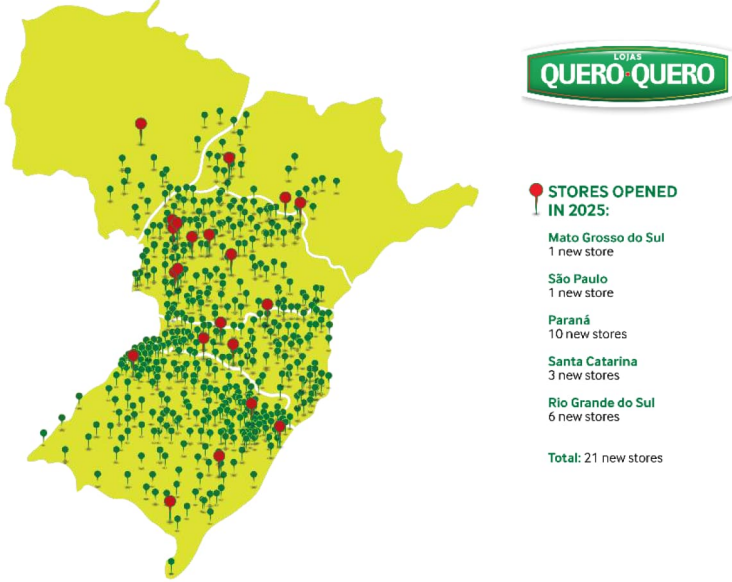 LOJAS
QUERO-QUERO
STORES OPENED
IN 2025:
Mato Grosso do Sul
1 new store
São Paulo
1 new store
Paraná
10 new stores
Santa Catarina
3 new stores
Rio Grande do Sul
6 new stores
Total: 21 new stores